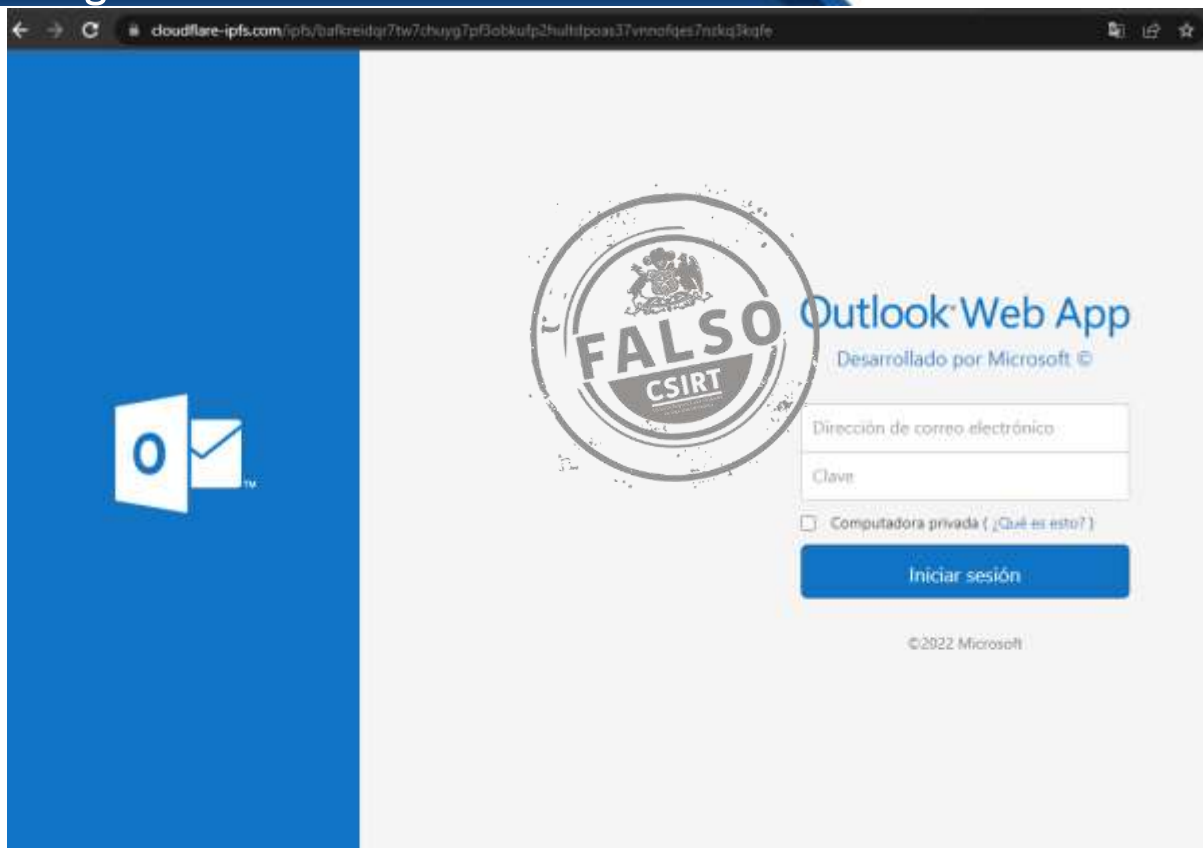 cloudflare-ipfs.com/ipfs/
FALSO
CSIRT
Outlook Web App
Desarrollado por Microsoft ©
O
TM
Dirección de correo electrónico
Clave
Computadora privada ( ¿Qué es esto? )
Iniciar sesión
©2022 Microsoft